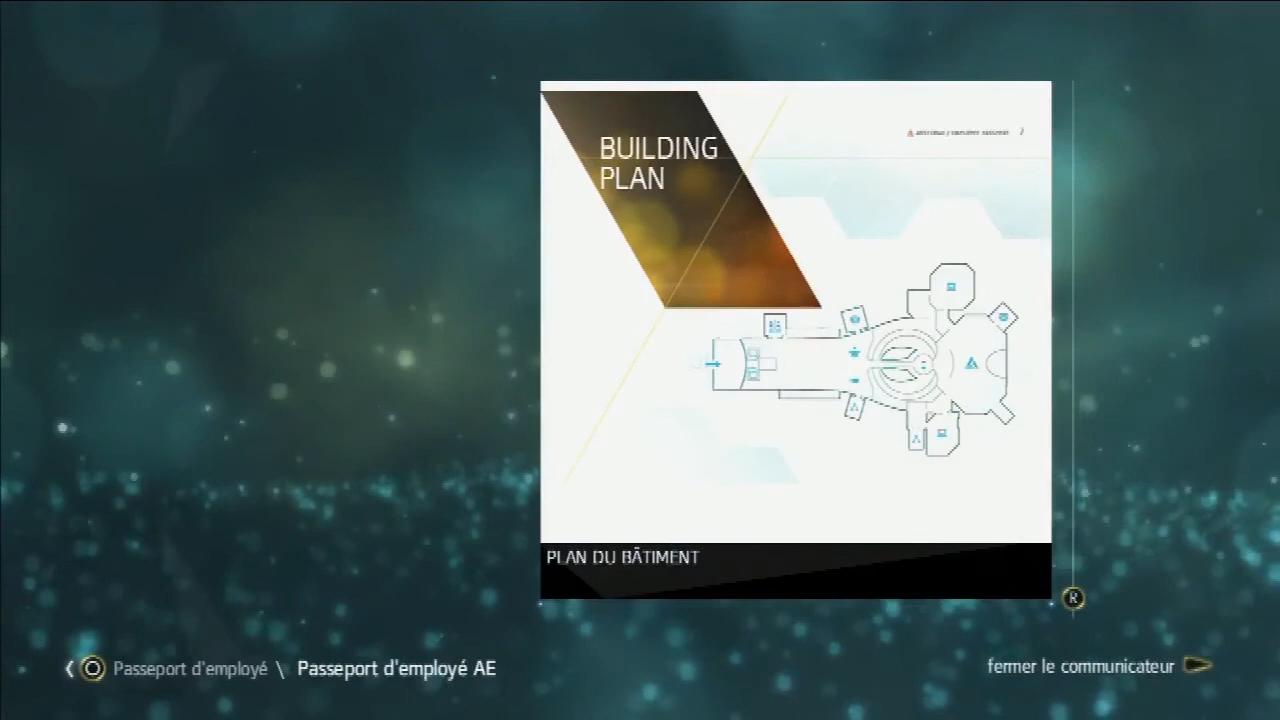 BUILDING
PLAN
PLAN DU BÂTIMENT
R
Passeport d'employé \ Passeport d'employé AE
fermer le communicateur